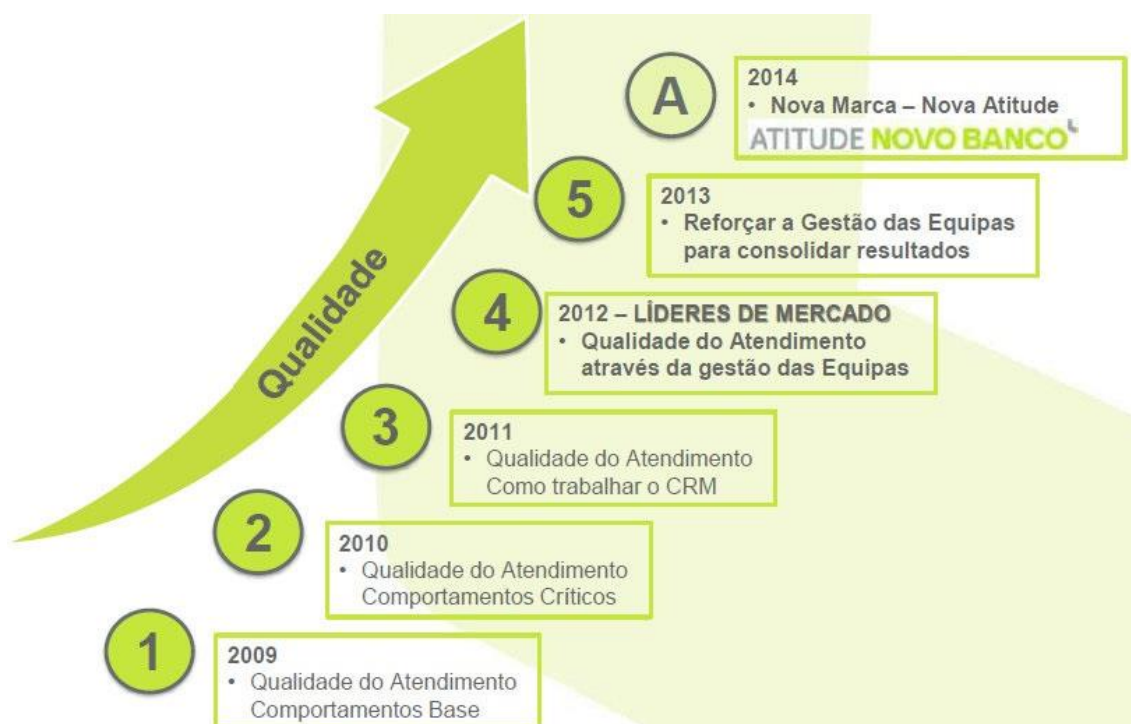 A
2014
• Nova Marca – Nova Atitude
ATITUDE NOVO BANCO
5
2013
• Reforçar a Gestão das Equipas
para consolidar resultados
Qualidade
4
2012 – LÍDERES DE MERCADO
• Qualidade do Atendimento
através da gestão das Equipas
3
2011
• Qualidade do Atendimento
Como trabalhar o CRM
2
2010
• Qualidade do Atendimento
Comportamentos Críticos
1
2009
• Qualidade do Atendimento
Comportamentos Base